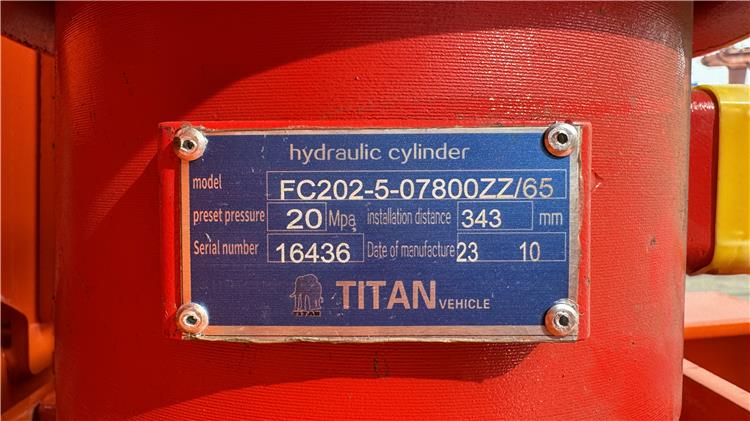 hydraulic cylinder
model FC202-5-07800ZZ/65
preset pressure 20 Mpa installation distance 343 mm
Serial number 16436 Date of manufacture 23 10
TITAN TITAN VEHICLE